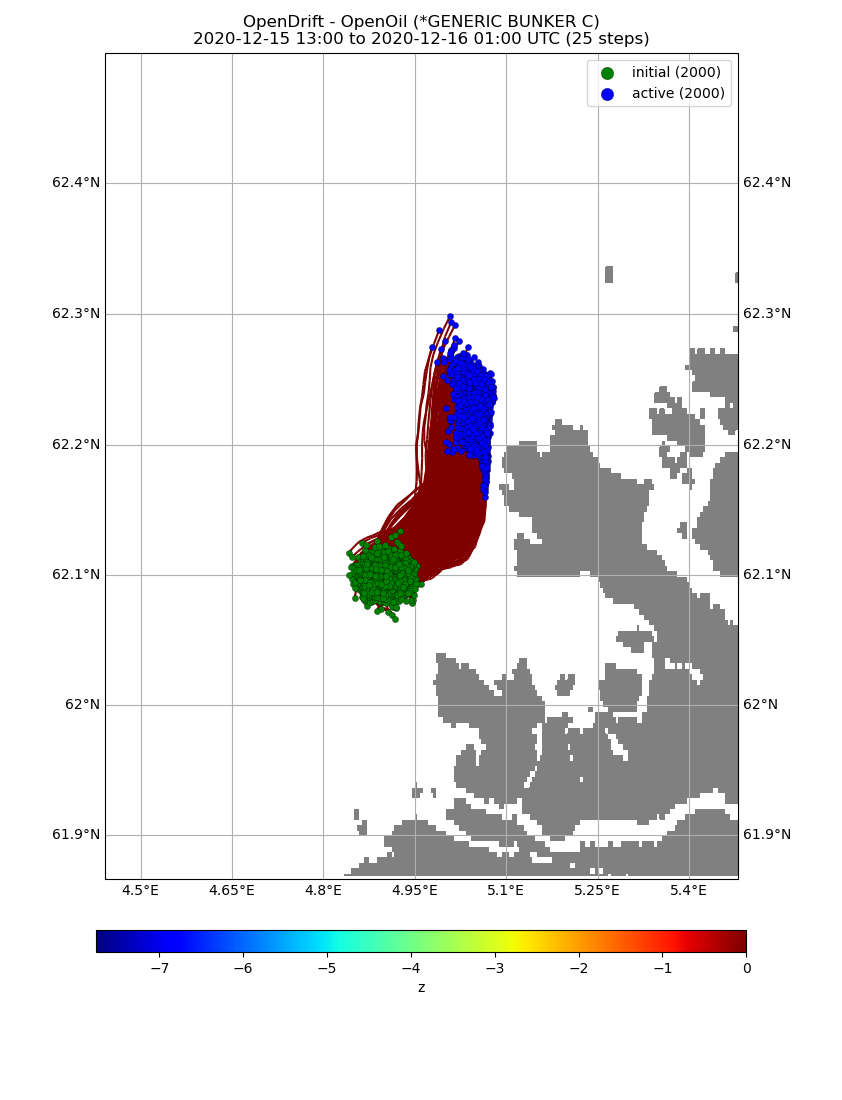 OpenDrift - OpenOil (*GENERIC BUNKER C)
2020-12-15 13:00 to 2020-12-16 01:00 UTC (25 steps)
initial (2000)
active (2000)
62.4°N 62.4°N
62.3°N 62.3°N
62.2°N 62.2°N
62.1°N 62.1°N
62°N 62°N
61.9°N 61.9°N
4.5°E 4.65°E 4.8°E 4.95°E 5.1°E 5.25°E 5.4°E
−7 −6 −5 −4 −3 −2 −1 0
z